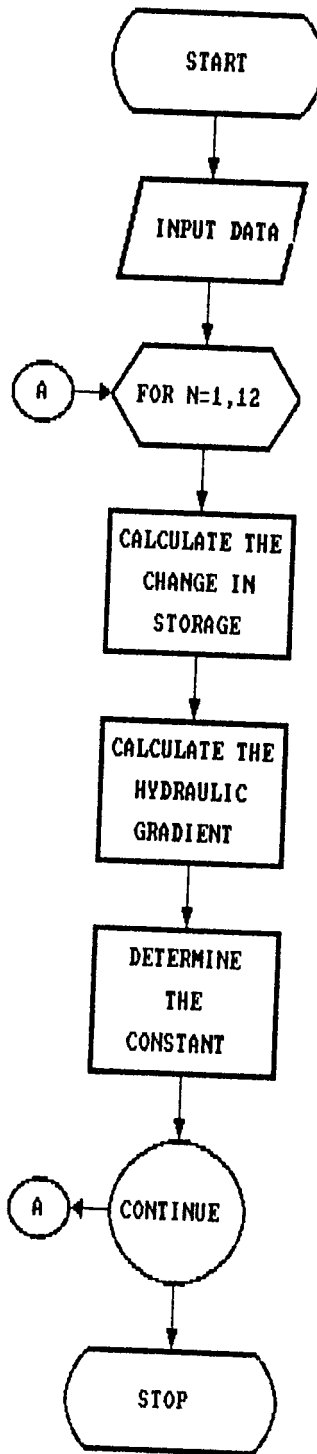 START
INPUT DATA
A
FOR N=1,12
CALCULATE THE
CHANGE IN
STORAGE
CALCULATE THE
HYDRAULIC
GRADIENT
DETERMINE
THE
CONSTANT
A
CONTINUE
STOP